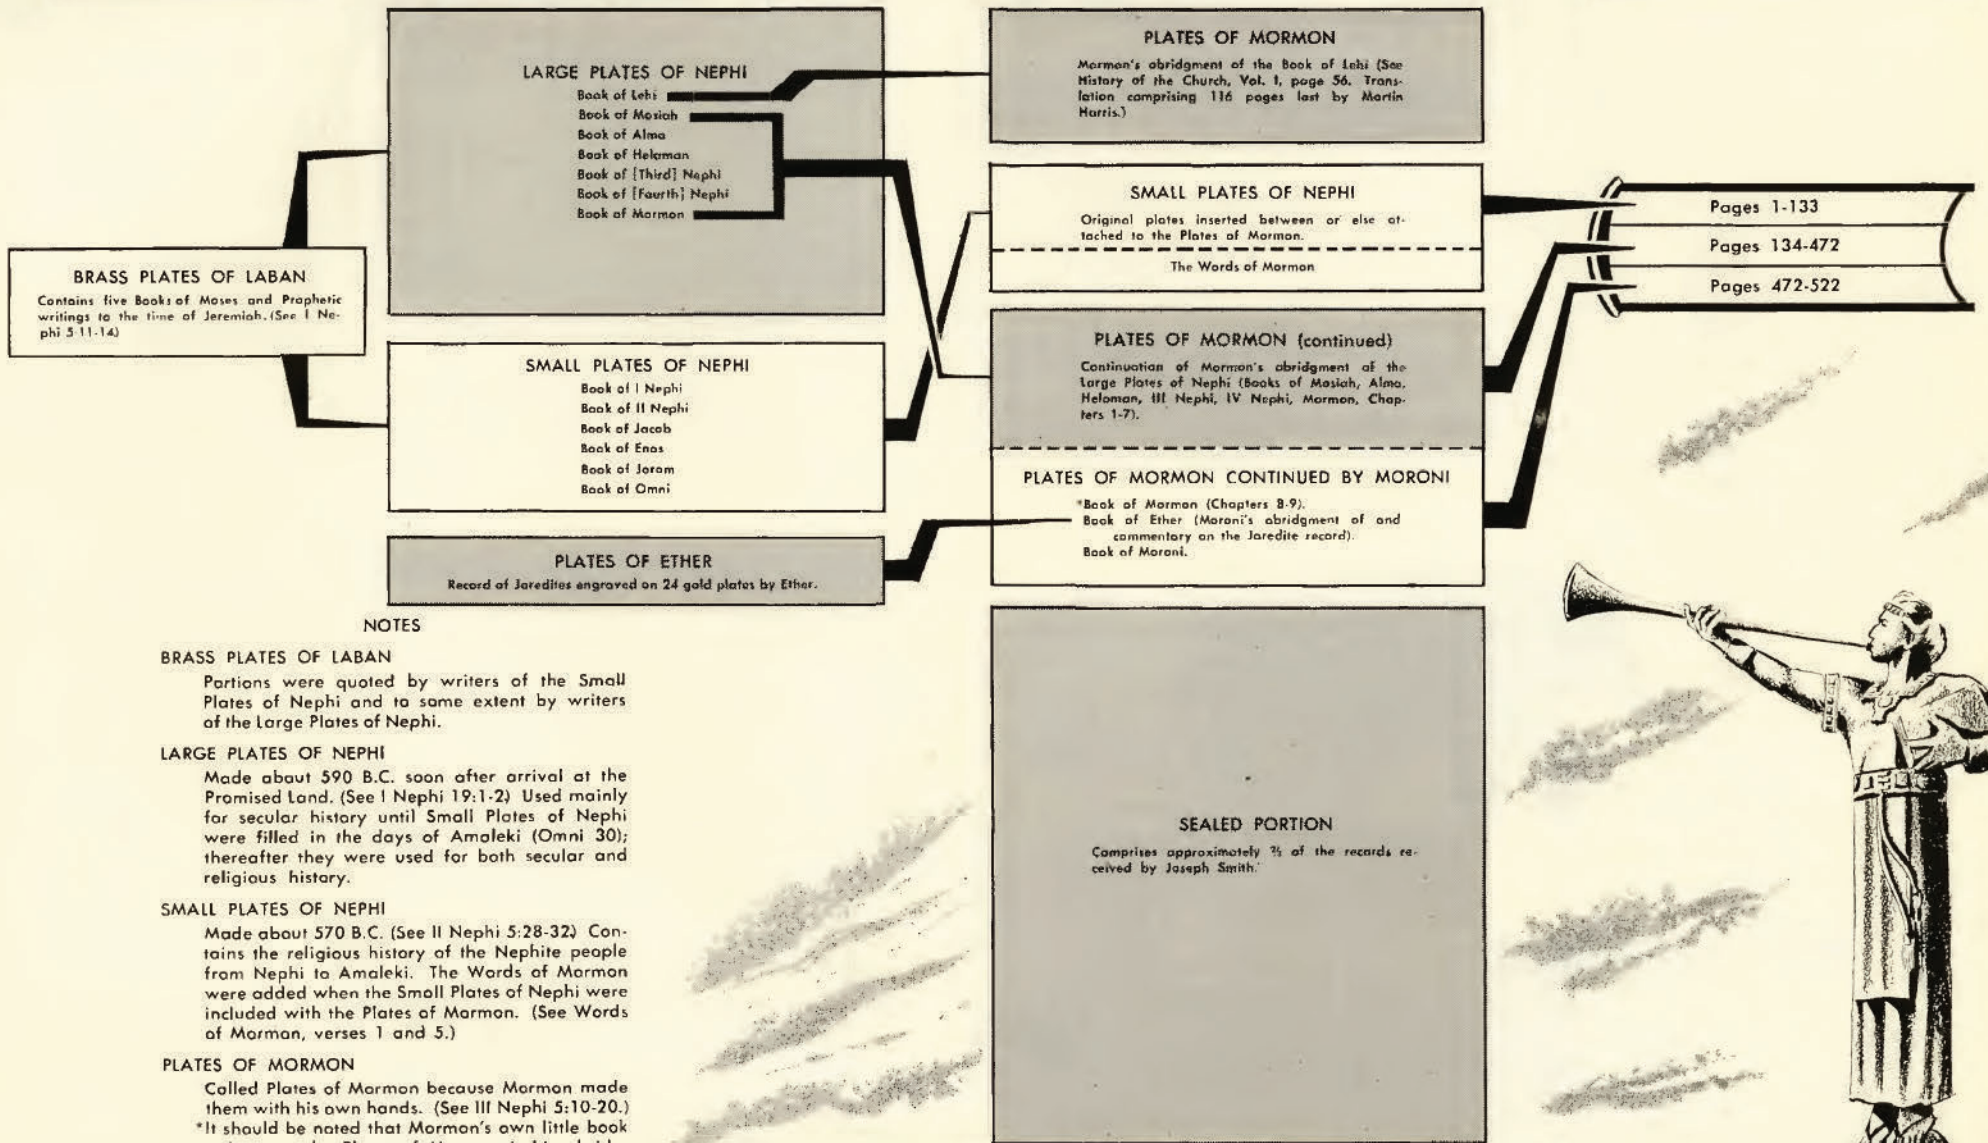 BRASS PLATES OF LABAN
Contains five Books of Moses and Prophetic
writings to the time of Jeremiah. (See I Ne-
phi 5:11-14.)
LARGE PLATES OF NEPHI
Book of Lehi
Book of Mosiah
Book of Alma
Book of Helaman
Book of [Third] Nephi
Book of [Fourth] Nephi
Book of Mormon
SMALL PLATES OF NEPHI
Book of I Nephi
Book of II Nephi
Book of Jacob
Book of Enos
Book of Jarom
Book of Omni
PLATES OF ETHER
Record of Jaredites engraved on 24 gold plates by Ether.
PLATES OF MORMON
Mormon's abridgment of the Book of Lehi (See
History of the Church, Vol. 1, page 56. Trans-
lation comprising 116 pages lost by Martin
Harris.)
SMALL PLATES OF NEPHI
Original plates inserted between or else at-
tached to the Plates of Mormon.
The Words of Mormon
PLATES OF MORMON (continued)
Continuation of Mormon's abridgment of the
Large Plates of Nephi (Books of Mosiah, Alma,
Helaman, III Nephi, IV Nephi, Mormon, Chap-
ters 1-7).
PLATES OF MORMON CONTINUED BY MORONI
*Book of Mormon (Chapters 8-9).
Book of Ether (Moroni's abridgment of and
commentary on the Jaredite record).
Book of Moroni.
SEALED PORTION
Comprises approximately ⅔ of the records re-
ceived by Joseph Smith.
Pages 1-133
Pages 134-472
Pages 472-522
NOTES
BRASS PLATES OF LABAN
Portions were quoted by writers of the Small
Plates of Nephi and to some extent by writers
of the Large Plates of Nephi.
LARGE PLATES OF NEPHI
Made about 590 B.C. soon after arrival at the
Promised Land. (See I Nephi 19:1-2.) Used mainly
for secular history until Small Plates of Nephi
were filled in the days of Amaleki (Omni 30);
thereafter they were used for both secular and
religious history.
SMALL PLATES OF NEPHI
Made about 570 B.C. (See II Nephi 5:28-32.) Con-
tains the religious history of the Nephite people
from Nephi to Amaleki. The Words of Mormon
were added when the Small Plates of Nephi were
included with the Plates of Mormon. (See Words
of Mormon, verses 1 and 5.)
PLATES OF MORMON
Called Plates of Mormon because Mormon made
them with his own hands. (See III Nephi 5:10-20.)
*It should be noted that Mormon's own little book